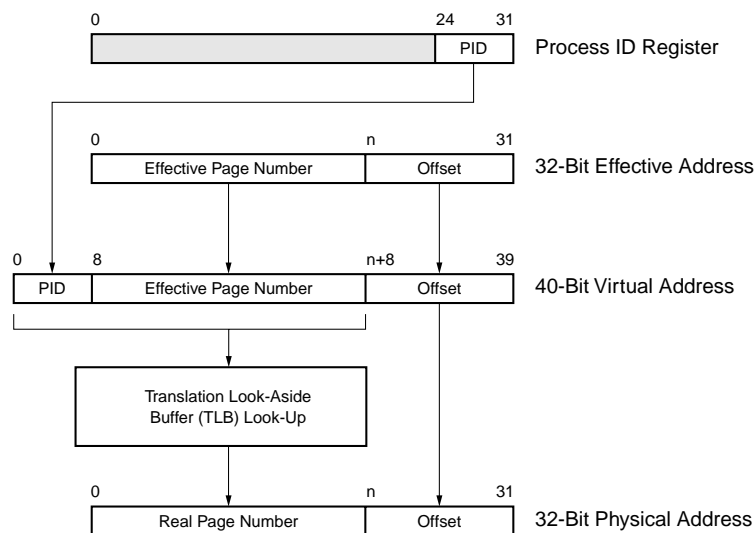 0 24 31
PID Process ID Register
0 n 31
Effective Page Number Offset 32-Bit Effective Address
0 8 n+8 39
PID Effective Page Number Offset 40-Bit Virtual Address
Translation Look-Aside
Buffer (TLB) Look-Up
0 n 31
Real Page Number Offset 32-Bit Physical Address